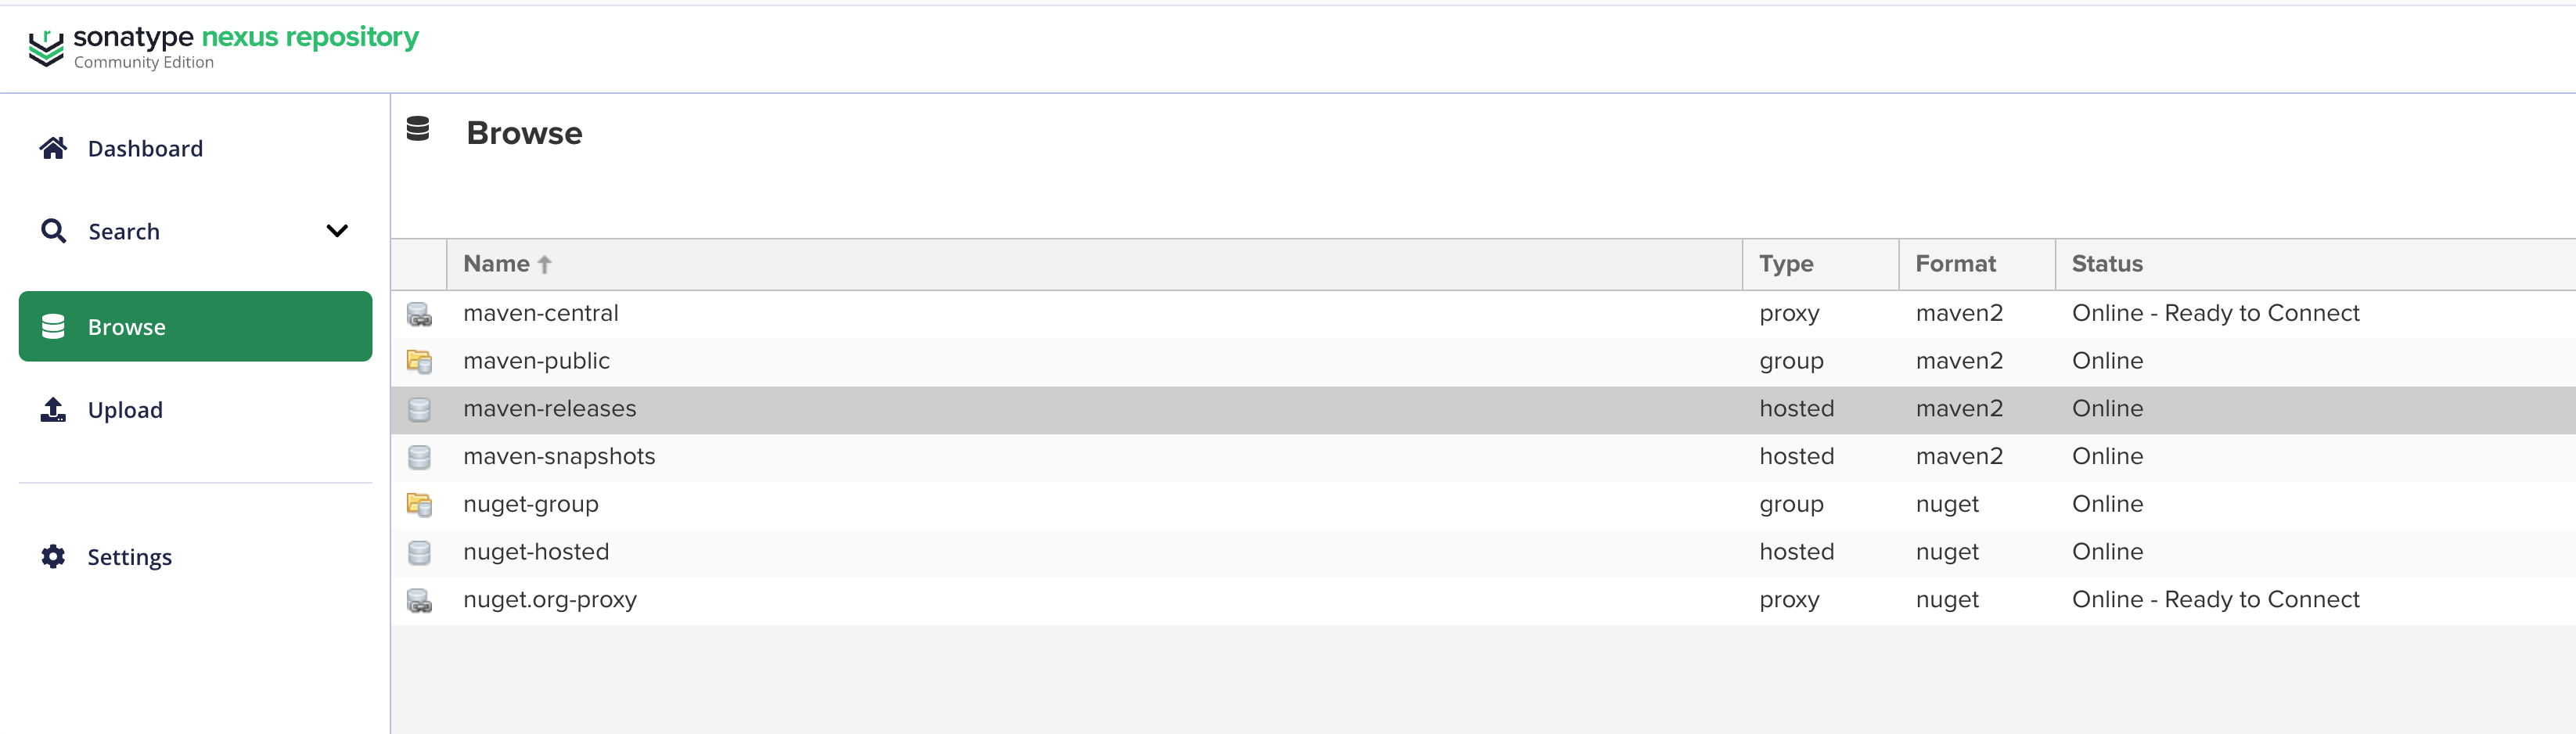 sonatype nexus repository
Community Edition
Dashboard
Search
Browse
Upload
Settings
Browse
Name Type Format Status
maven-central proxy maven2 Online - Ready to Connect
maven-public group maven2 Online
maven-releases hosted maven2 Online
maven-snapshots hosted maven2 Online
nuget-group group nuget Online
nuget-hosted hosted nuget Online
nuget.org-proxy proxy nuget Online - Ready to Connect